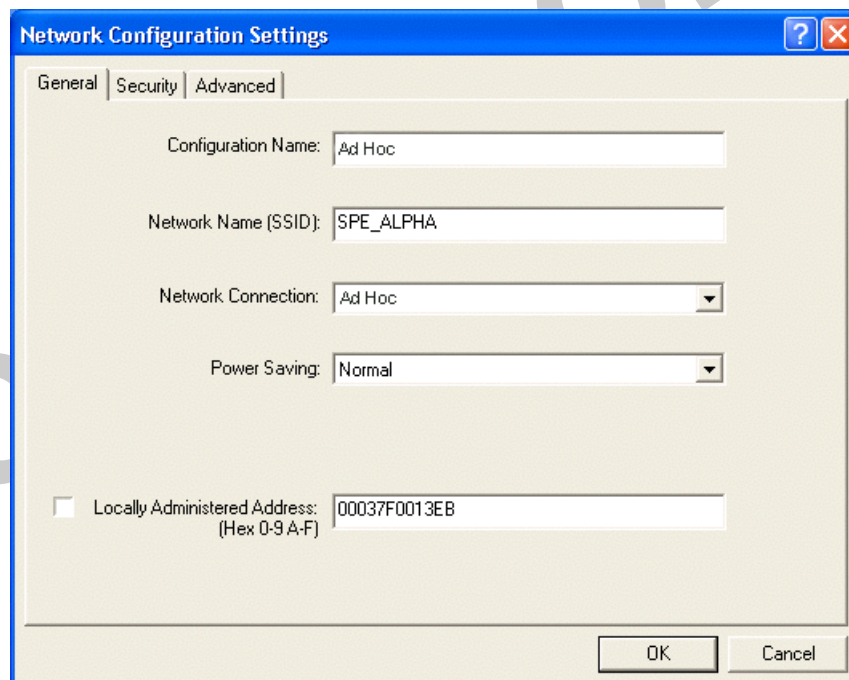 Network Configuration Settings
General Security Advanced
Configuration Name: Ad Hoc
Network Name (SSID): SPE_ALPHA
Network Connection: Ad Hoc
Power Saving: Normal
Locally Administered Address: 00037F0013EB
(Hex 0-9 A-F)
OK Cancel